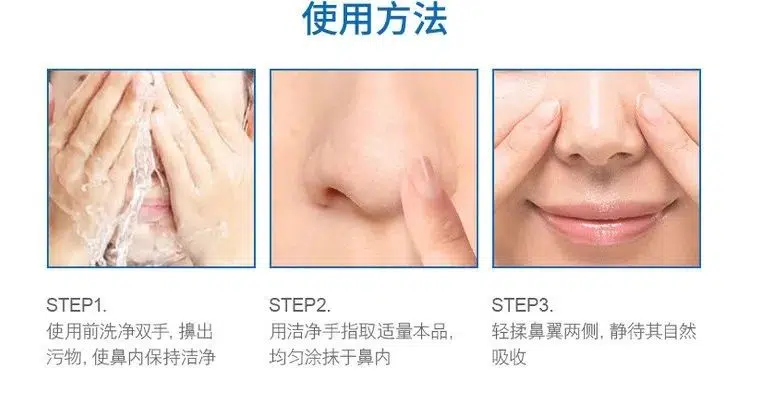 使用方法
STEP1.
使用前洗净双手, 擤出
污物, 使鼻内保持洁净
STEP2.
用洁净手指取适量本品,
均匀涂抹于鼻内
STEP3.
轻揉鼻翼两侧, 静待其自然
吸收